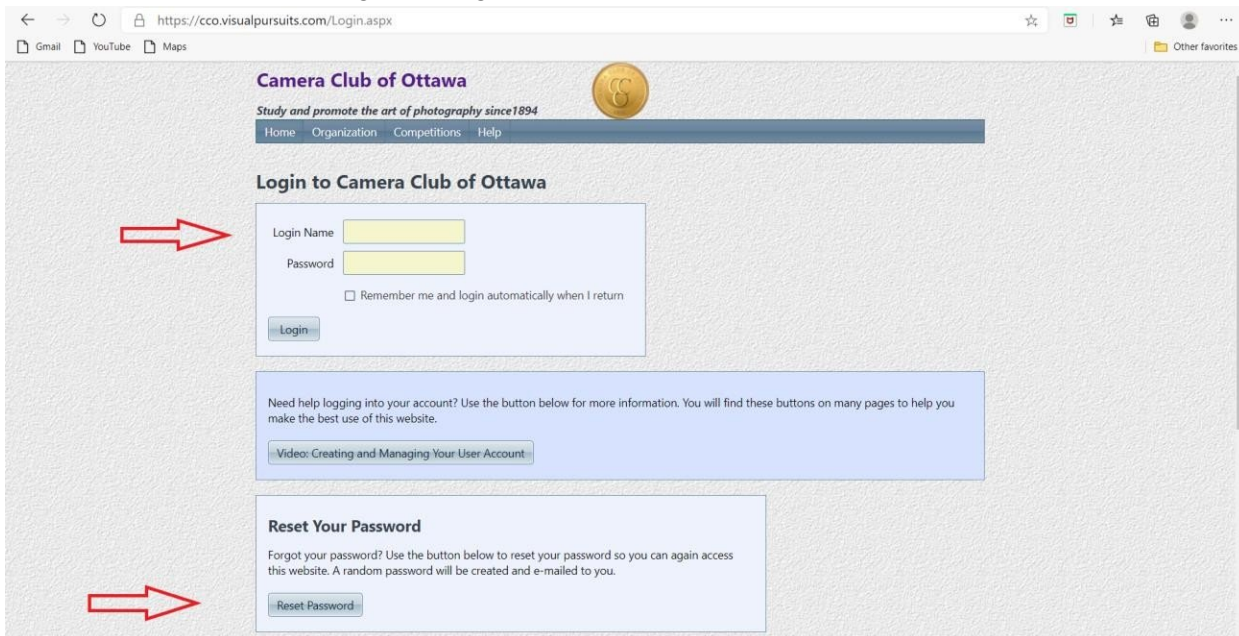 https://cco.visualpursuits.com/Login.aspx
Gmail YouTube Maps Other favorites
Camera Club of Ottawa
Study and promote the art of photography since1894
Home Organization Competitions Help
Login to Camera Club of Ottawa
Login Name
Password
Remember me and login automatically when I return
Login
Need help logging into your account? Use the button below for more information. You will find these buttons on many pages to help you
make the best use of this website.
Video: Creating and Managing Your User Account
Reset Your Password
Forgot your password? Use the button below to reset your password so you can again access
this website. A random password will be created and e-mailed to you.
Reset Password